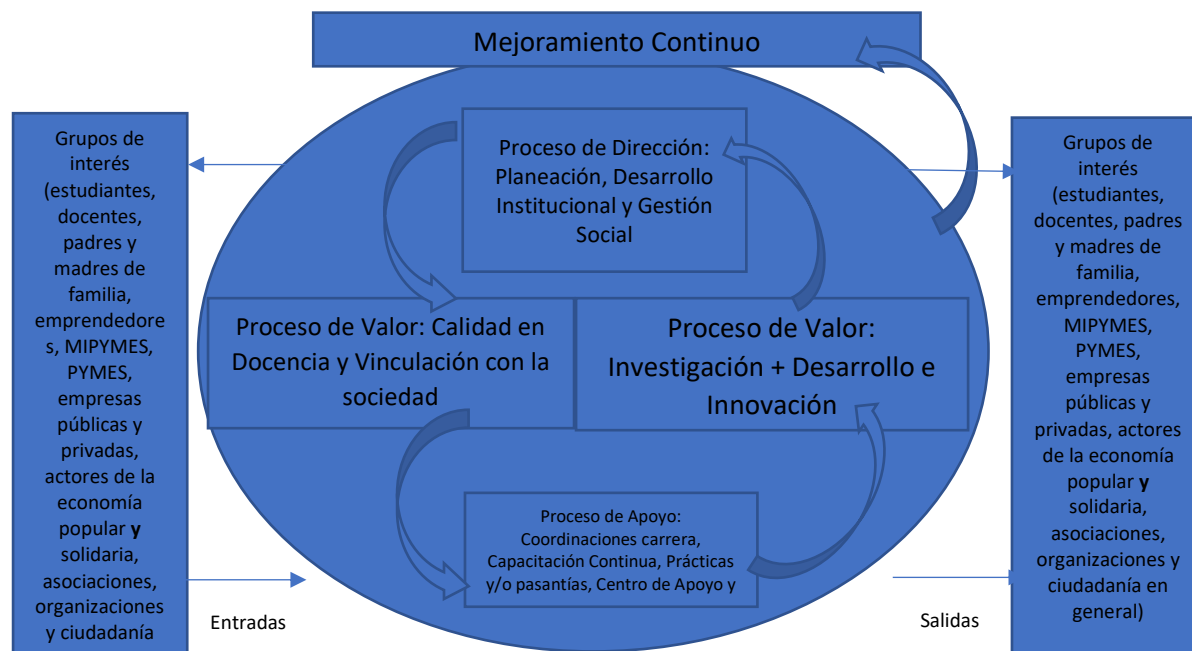 Mejoramiento Continuo
Grupos de
interés
(estudiantes,
docentes,
padres y
madres de
familia,
emprendedore
s, MIPYMES,
PYMES,
empresas
públicas y
privadas,
actores de la
economía
popular y
solidaria,
asociaciones,
organizaciones
y ciudadanía
Proceso de Dirección:
Planeación, Desarrollo
Institucional y Gestión
Social
Proceso de Valor: Calidad en
Docencia y Vinculación con la
sociedad
Proceso de Valor:
Investigación + Desarrollo e
Innovación
Proceso de Apoyo:
Coordinaciones carrera,
Capacitación Continua, Prácticas
y/o pasantías, Centro de Apoyo y
Entradas
Salidas
Grupos de
interés
(estudiantes,
docentes, padres
y madres de
familia,
emprendedores,
MIPYMES,
PYMES,
empresas
públicas y
privadas, actores
de la economía
popular y
solidaria,
asociaciones,
organizaciones y
ciudadanía en
general)